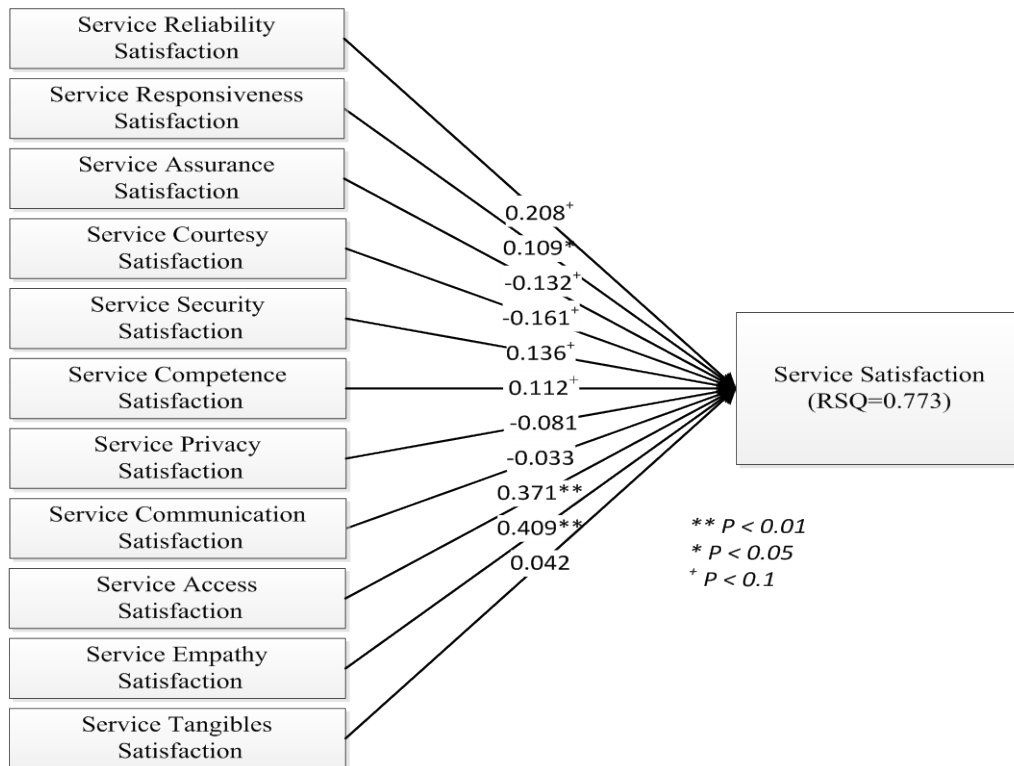 Service Reliability
Satisfaction
Service Responsiveness
Satisfaction
Service Assurance
Satisfaction
Service Courtesy
Satisfaction
Service Security
Satisfaction
Service Competence
Satisfaction
Service Privacy
Satisfaction
Service Communication
Satisfaction
Service Access
Satisfaction
Service Empathy
Satisfaction
Service Tangibles
Satisfaction
0.208⁺
0.109*
-0.132⁺
-0.161⁺
0.136⁺
0.112⁺
-0.081
-0.033
0.371**
0.409**
0.042
Service Satisfaction
(RSQ=0.773)
** P < 0.01
* P < 0.05
⁺ P < 0.1